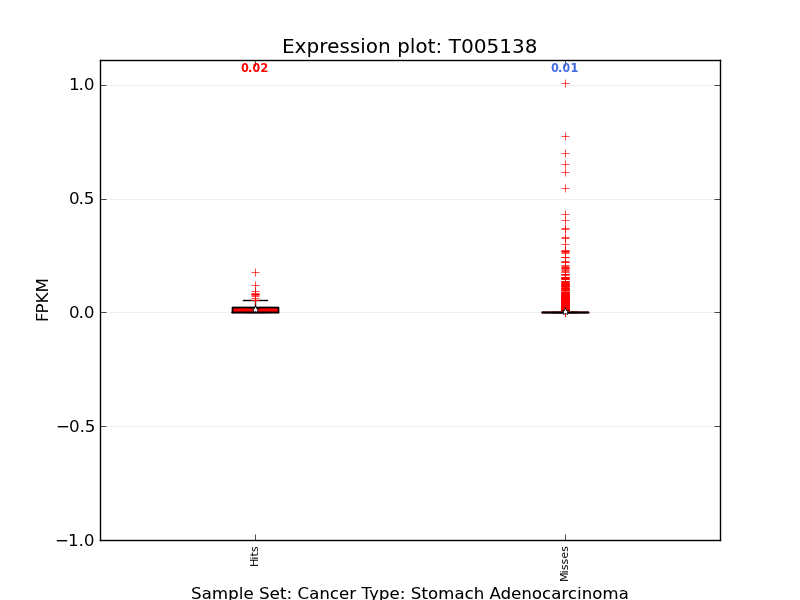 Expression plot: T005138
0.02
0.01
1.0
0.5
0.0
−0.5
−1.0
FPKM
Hits
Misses
Sample Set: Cancer Type: Stomach Adenocarcinoma